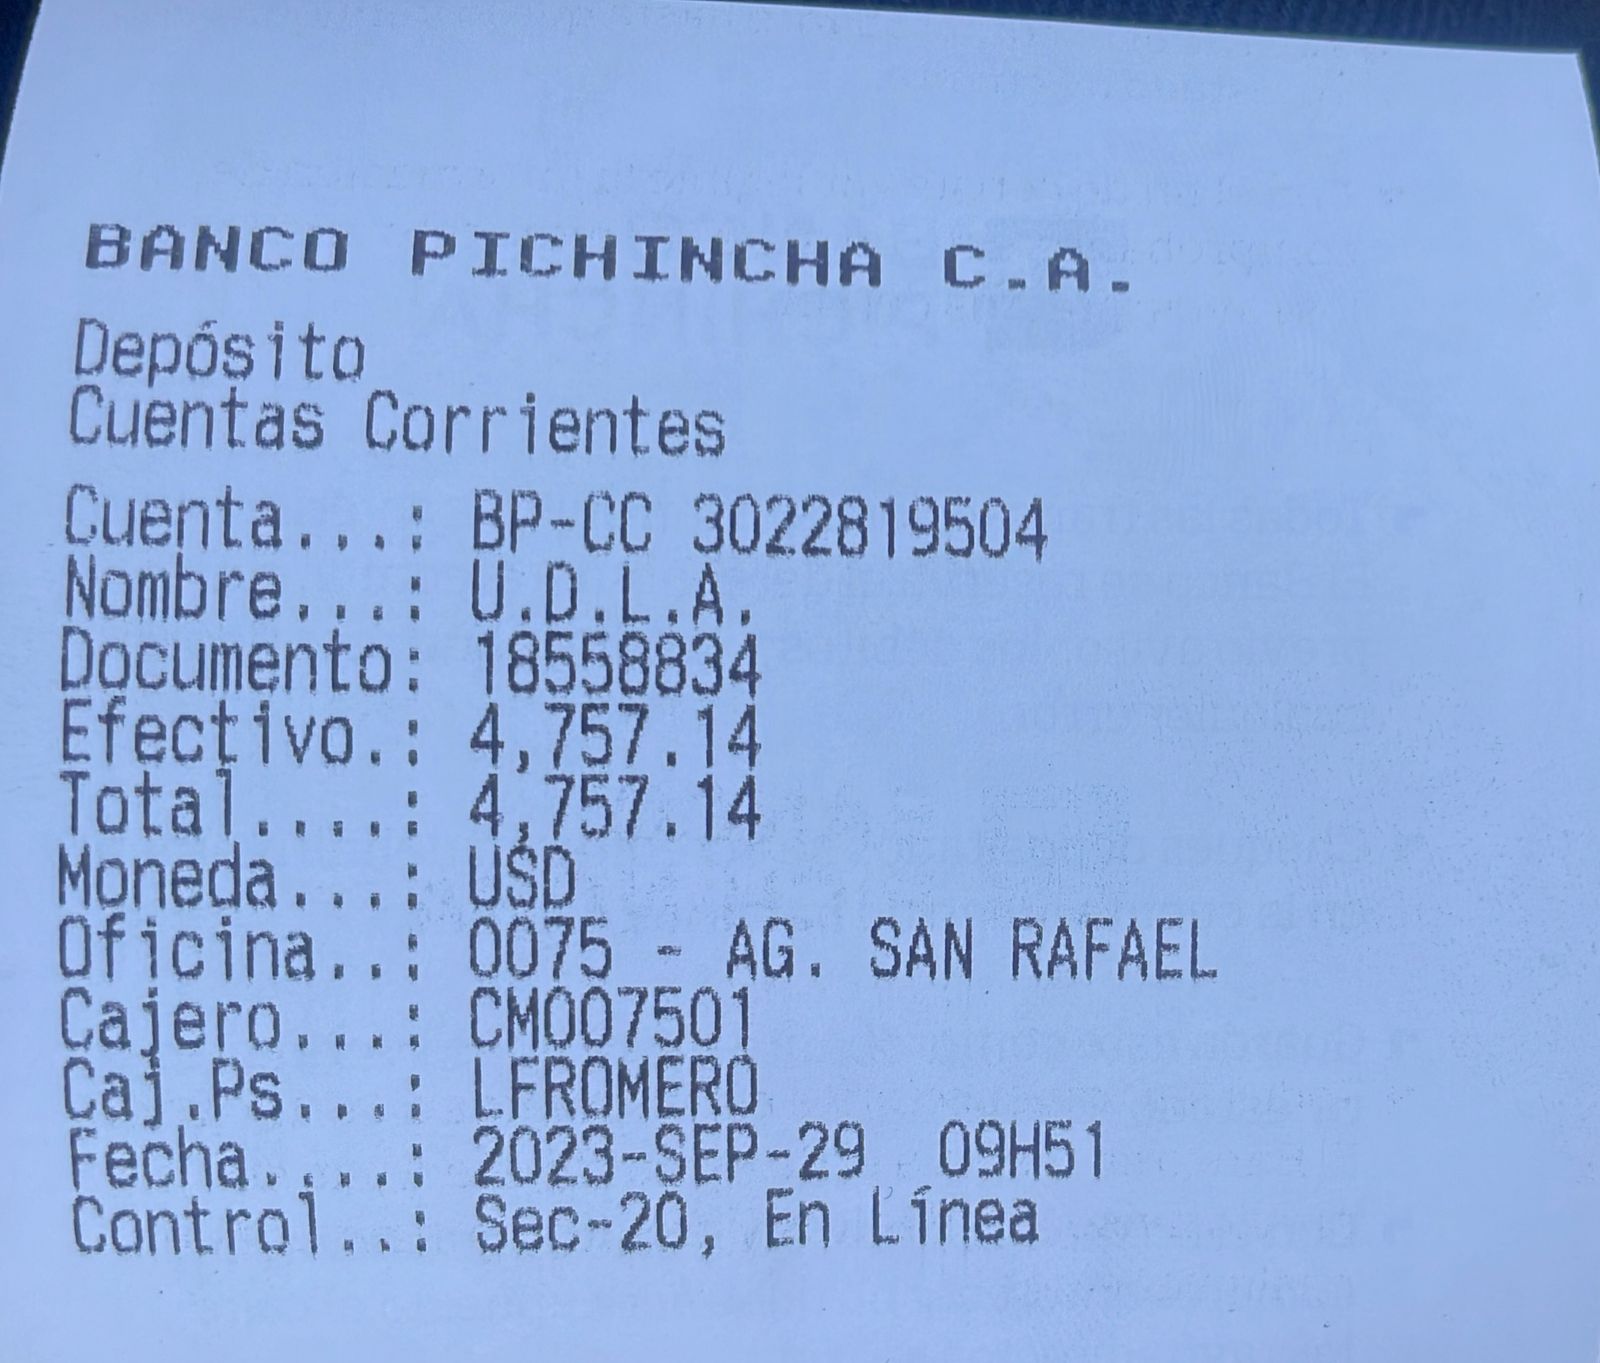 BANCO PICHINCHA C.A.
Depósito
Cuentas Corrientes
Cuenta...: BP-CC 3022819504
Nombre...: U.D.L.A.
Documento: 18558834
Efectivo.: 4,757.14
Total....: 4,757.14
Moneda...: USD
Oficina..: 0075 - AG. SAN RAFAEL
Cajero...: CM007501
Caj.Ps...: LFROMERO
Fecha....: 2023-SEP-29  09H51
Control..: Sec-20, En Línea